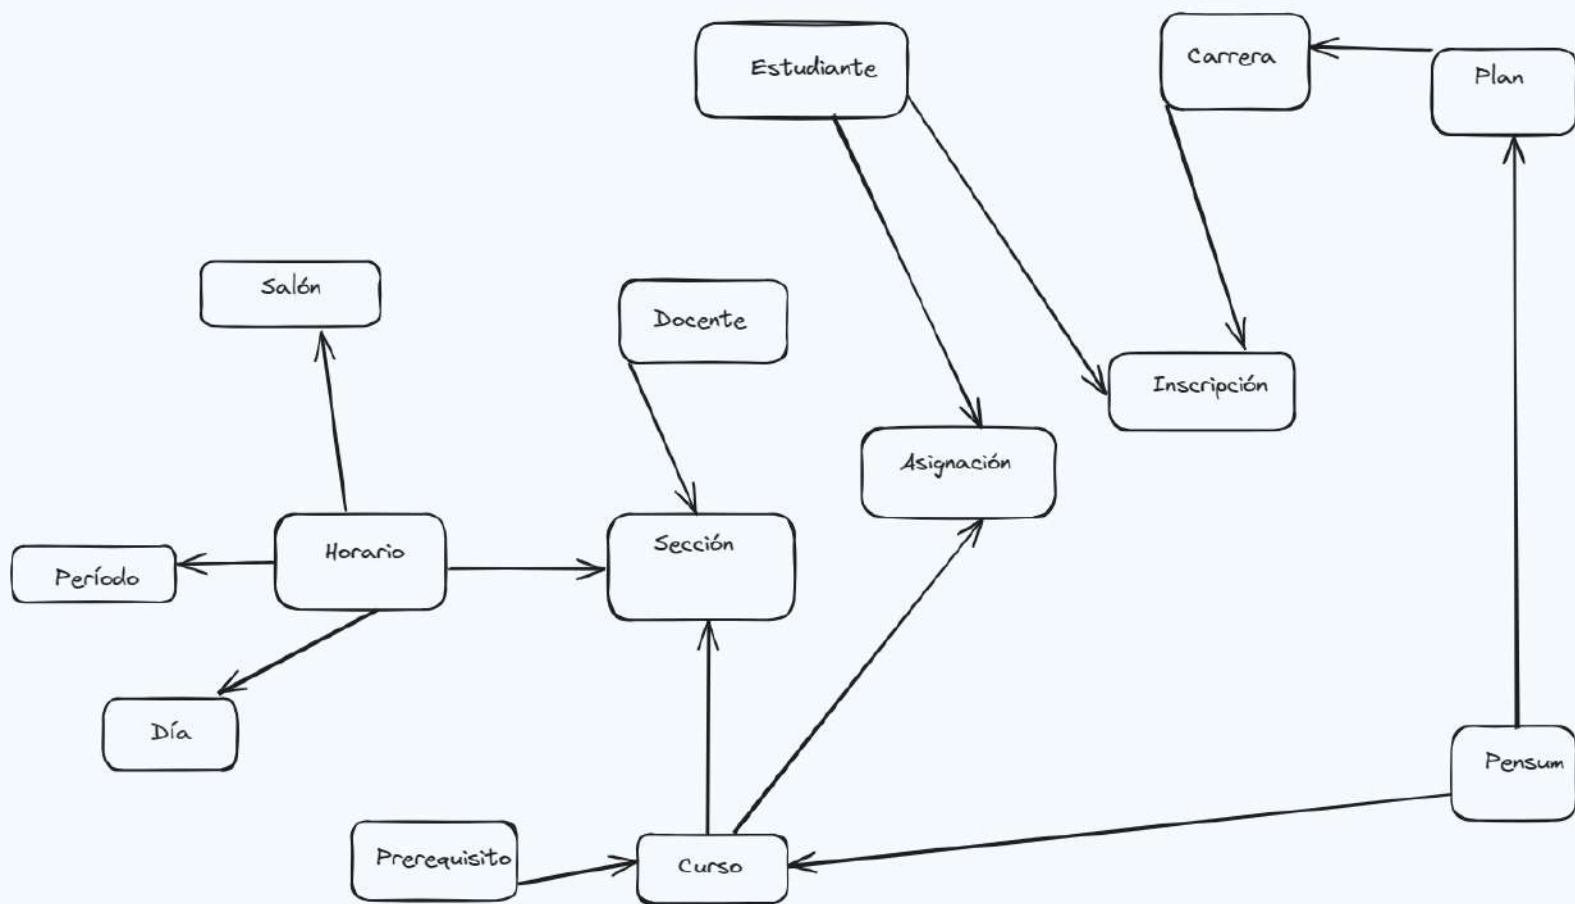 Estudiante
Carrera
Plan
Salón
Docente
Inscripción
Asignación
Horario
Sección
Período
Día
Pensum
Prerequisito
Curso